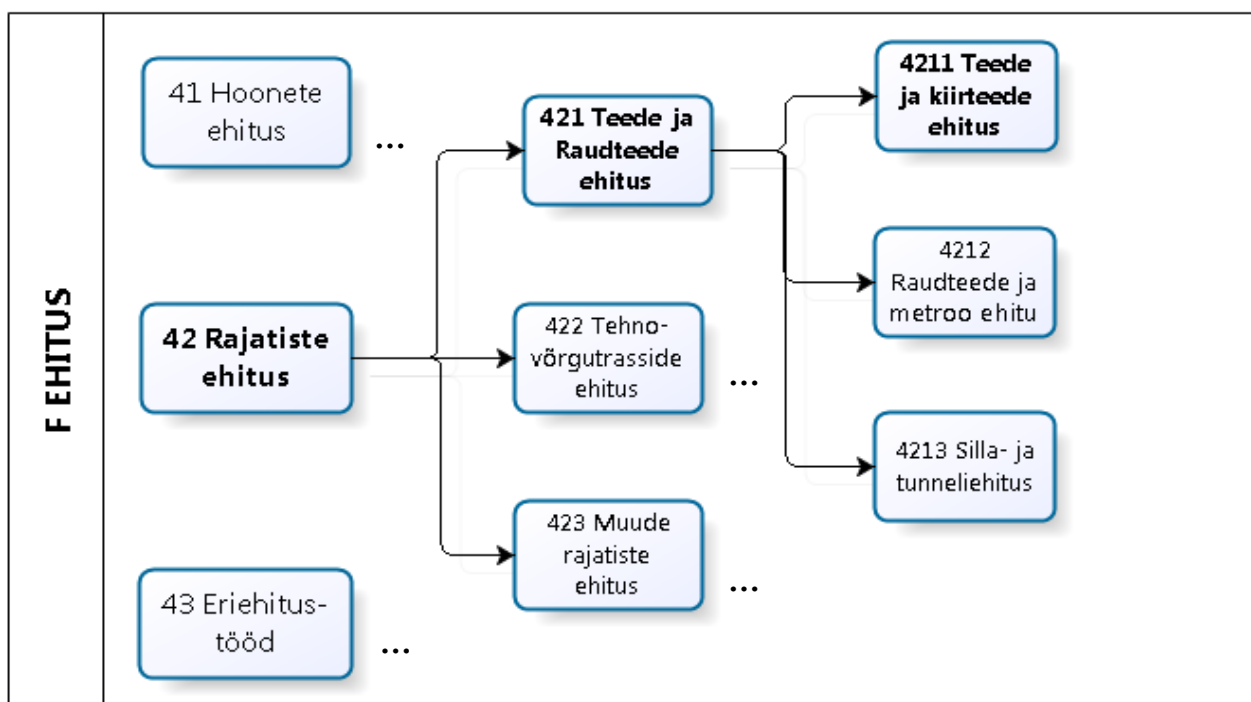 F EHITUS
41 Hoonete
ehitus
...
42 Rajatiste
ehitus
43 Eriehitus-
tööd
...
421 Teede ja
Raudteede
ehitus
422 Tehno-
võrgutrasside
ehitus
...
423 Muude
rajatiste
ehitus
...
4211 Teede
ja kiirteede
ehitus
4212
Raudteede ja
metroo ehitu
4213 Silla- ja
tunneliehitus